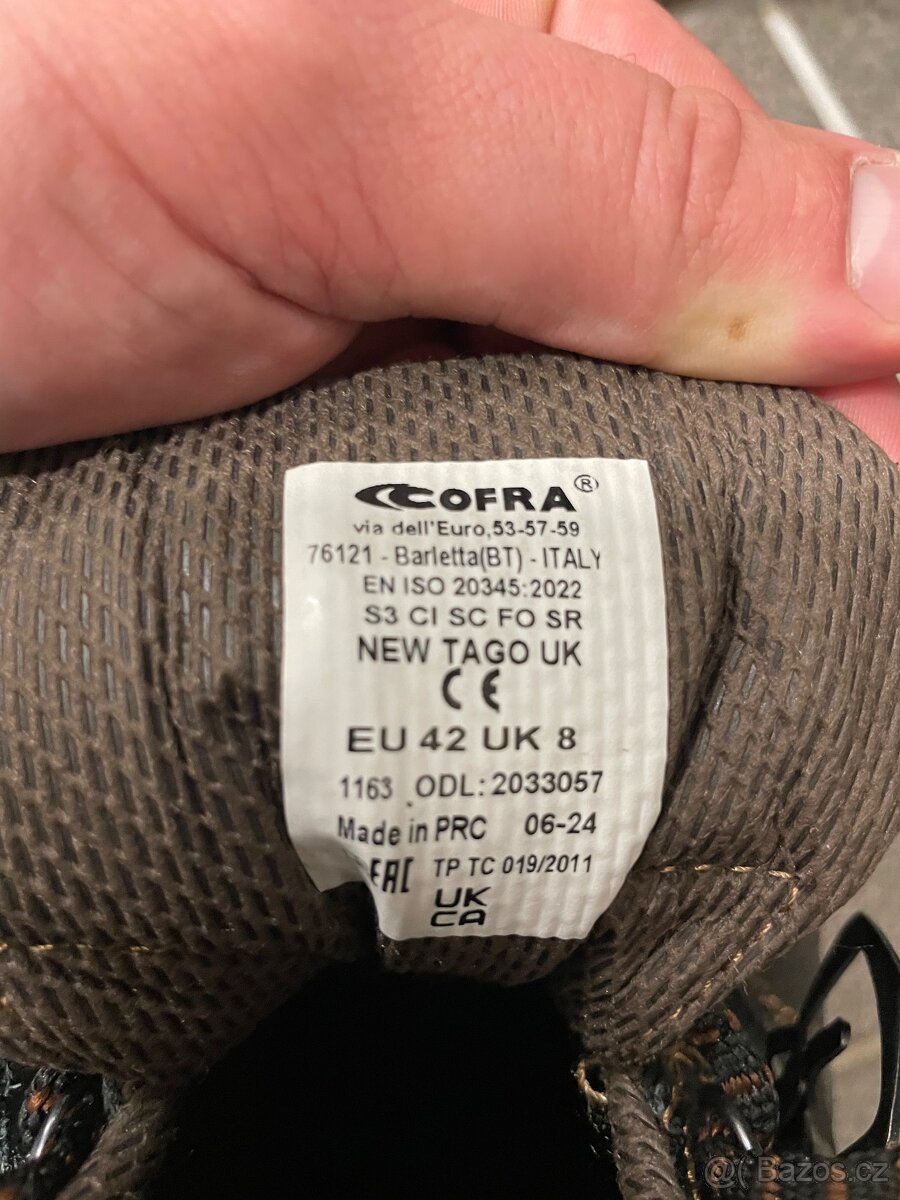 COFRA®
via dell'Euro,53-57-59
76121 - Barletta(BT) - ITALY
EN ISO 20345:2022
S3 CI SC FO SR
NEW TAGO UK
CE
EU 42 UK 8
1163 ODL: 2033057
Made in PRC 06-24
EAC TP TC 019/2011
UK
CA
Bazos.cz